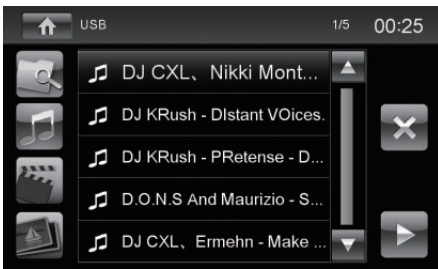 USB 1/5 00:25
DJ CXL、Nikki Mont...
DJ KRush - DIstant VOices.
DJ KRush - PRetense - D...
D.O.N.S And Maurizio - S...
DJ CXL、Ermehn - Make ...